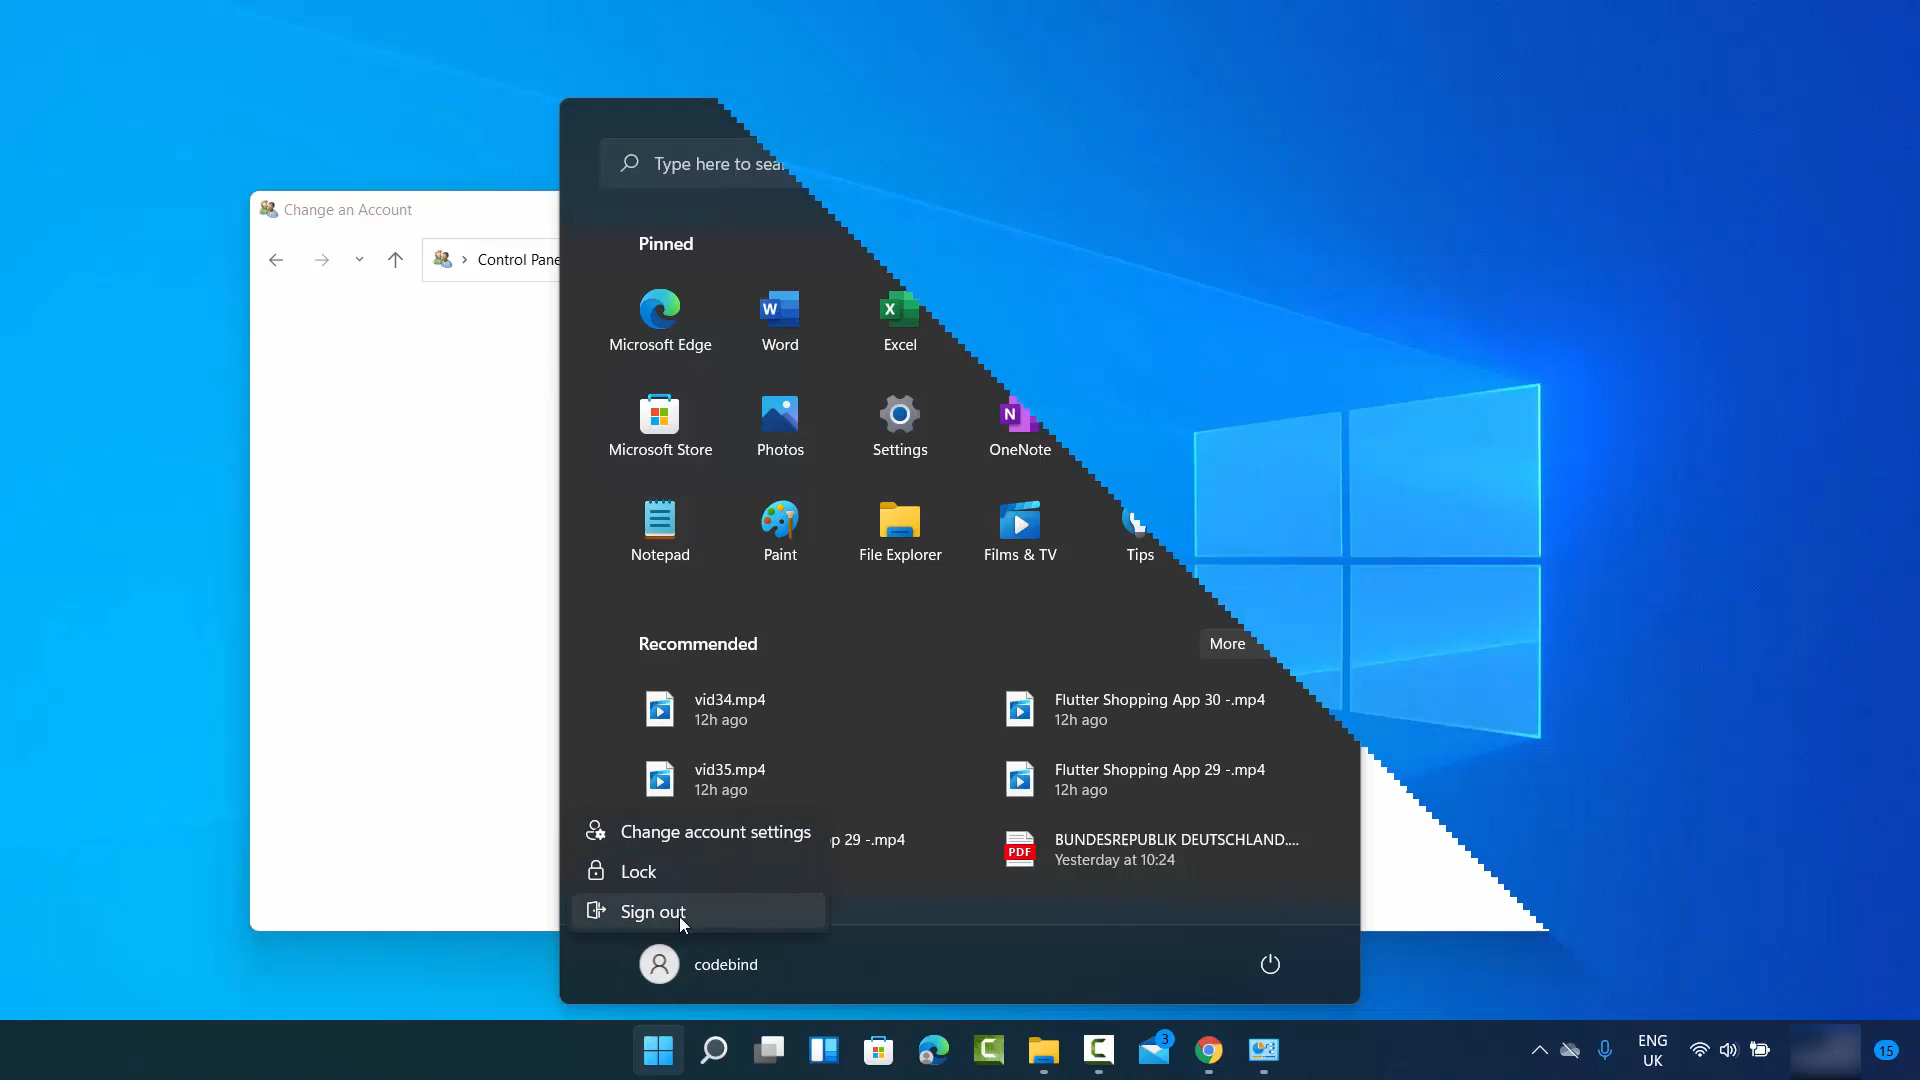 Type here to sea
Change an Account
Control Pane
Pinned
Microsoft Edge
Word
Excel
Microsoft Store
Photos
Settings
OneNote
Notepad
Paint
File Explorer
Films & TV
Tips
Recommended
More
vid34.mp4
12h ago
Flutter Shopping App 30 -.mp4
12h ago
vid35.mp4
12h ago
Flutter Shopping App 29 -.mp4
12h ago
Change account settings
p 29 -.mp4
BUNDESREPUBLIK DEUTSCHLAND....
Yesterday at 10:24
PDF
Lock
Sign out
codebind
3
ENG
UK
15